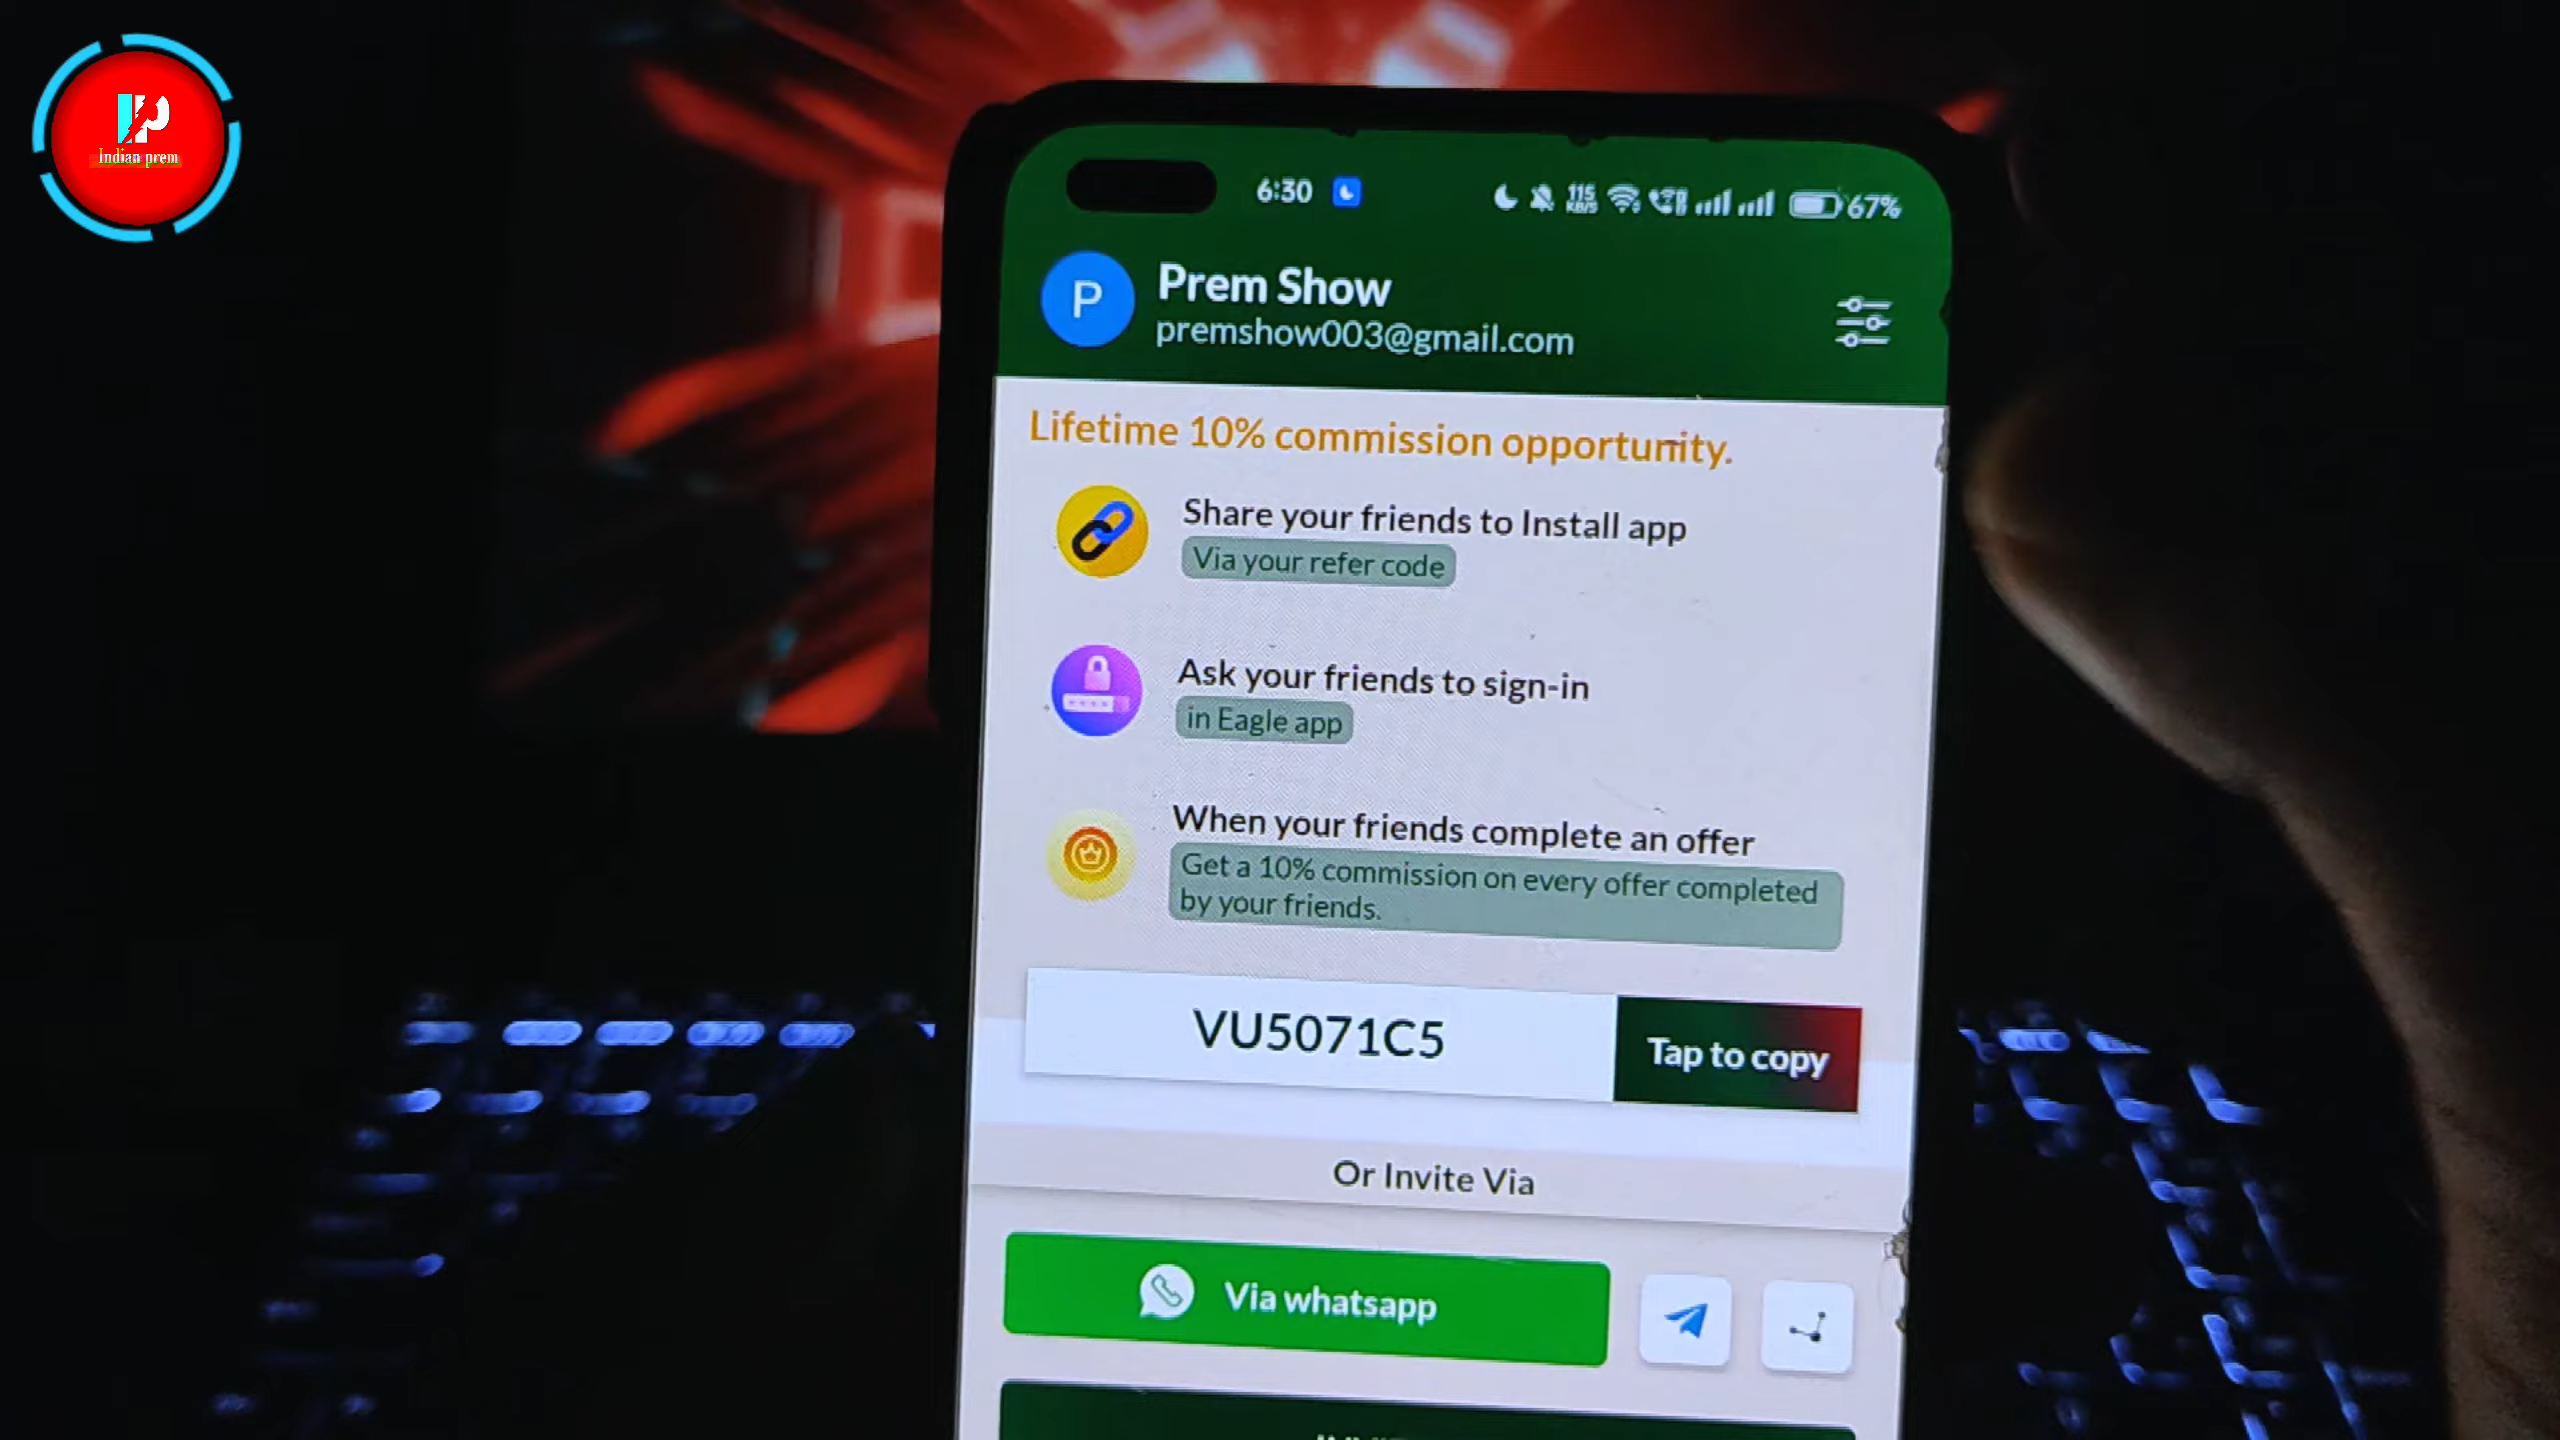 Indian prem
6:30
115
KB/S
67%
P
Prem Show
premshow003@gmail.com
Lifetime 10% commission opportunity.
Share your friends to Install app
Via your refer code
Ask your friends to sign-in
in Eagle app
When your friends complete an offer
Get a 10% commission on every offer completed
by your friends.
VU5071C5
Tap to copy
Or Invite Via
Via whatsapp